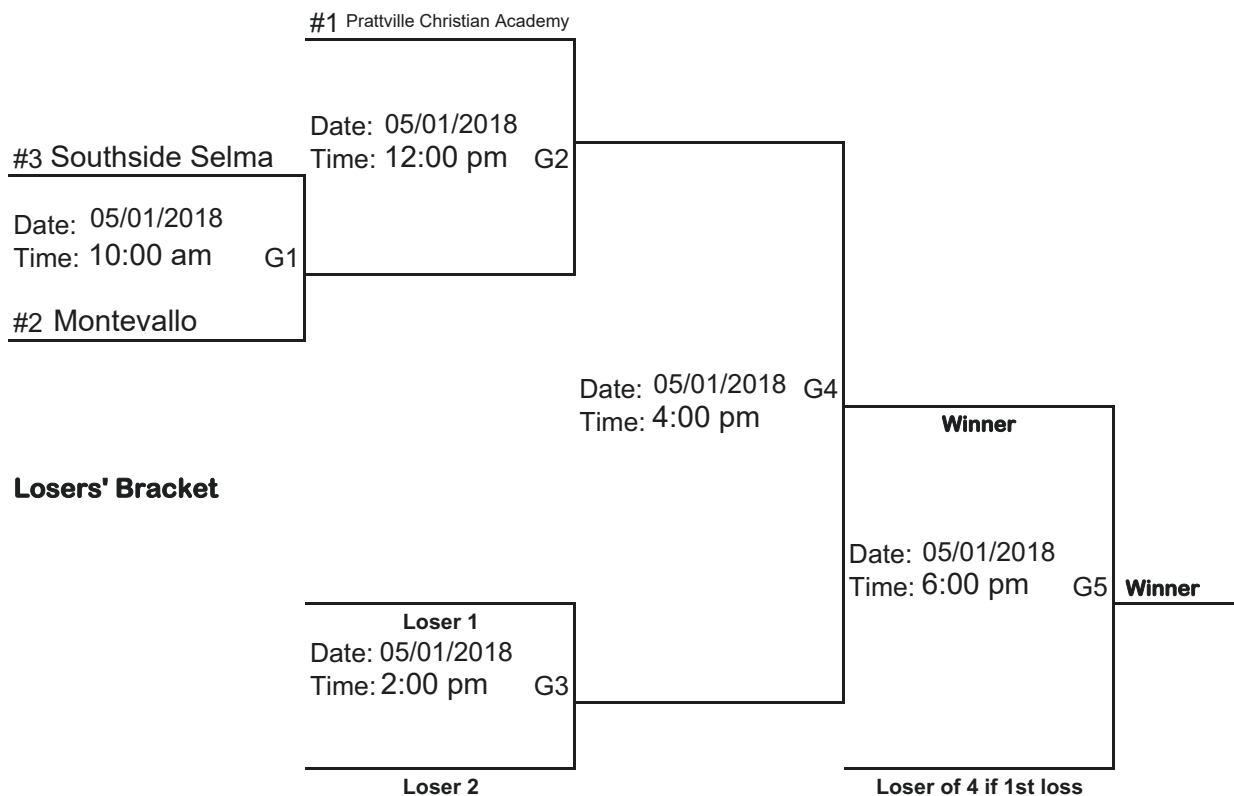 #1 Prattville Christian Academy
Date: 05/01/2018
Time: 12:00 pm G2
#3 Southside Selma
Date: 05/01/2018
Time: 10:00 am G1
#2 Montevallo
Date: 05/01/2018 G4
Time: 4:00 pm
Winner
Losers' Bracket
Date: 05/01/2018
Time: 6:00 pm G5 Winner
Loser 1
Date: 05/01/2018
Time: 2:00 pm G3
Loser 2
Loser of 4 if 1st loss